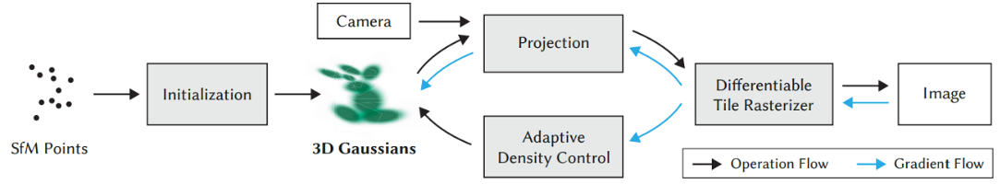 Camera
Projection
SfM Points
Initialization
3D Gaussians
Adaptive
Density Control
Differentiable
Tile Rasterizer
Image
Operation Flow
Gradient Flow